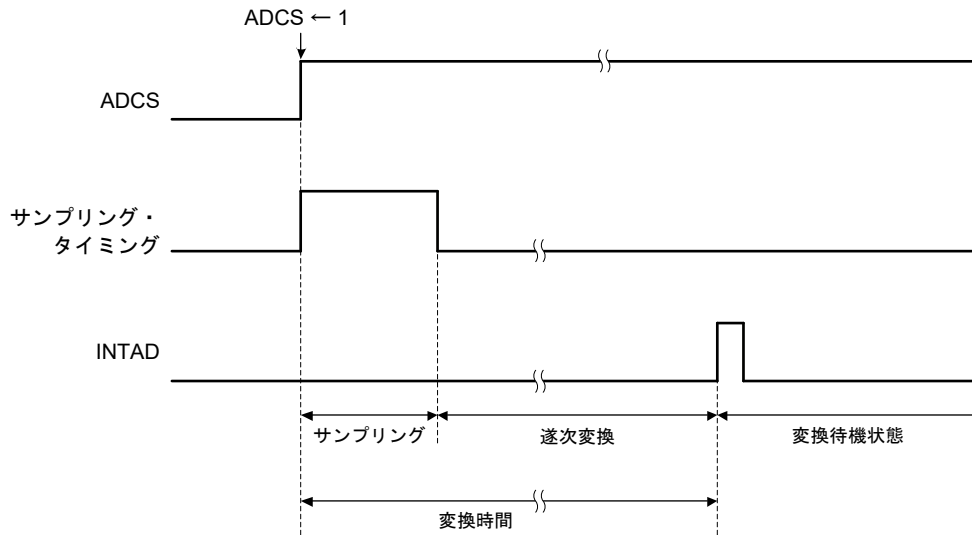 ADCS ← 1
ADCS
サンプリング・
タイミング
INTAD
サンプリング
遂次変換
変換待機状態
変換時間